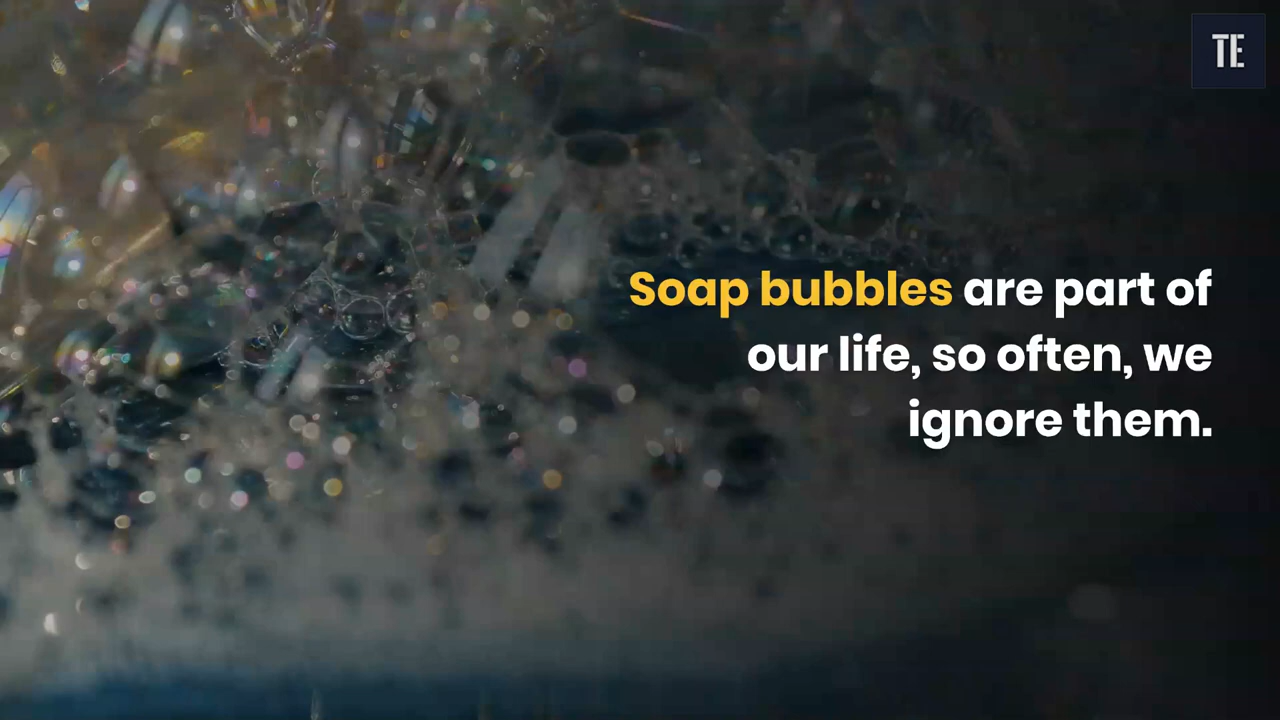 TE
Soap bubbles are part of
our life, so often, we
ignore them.